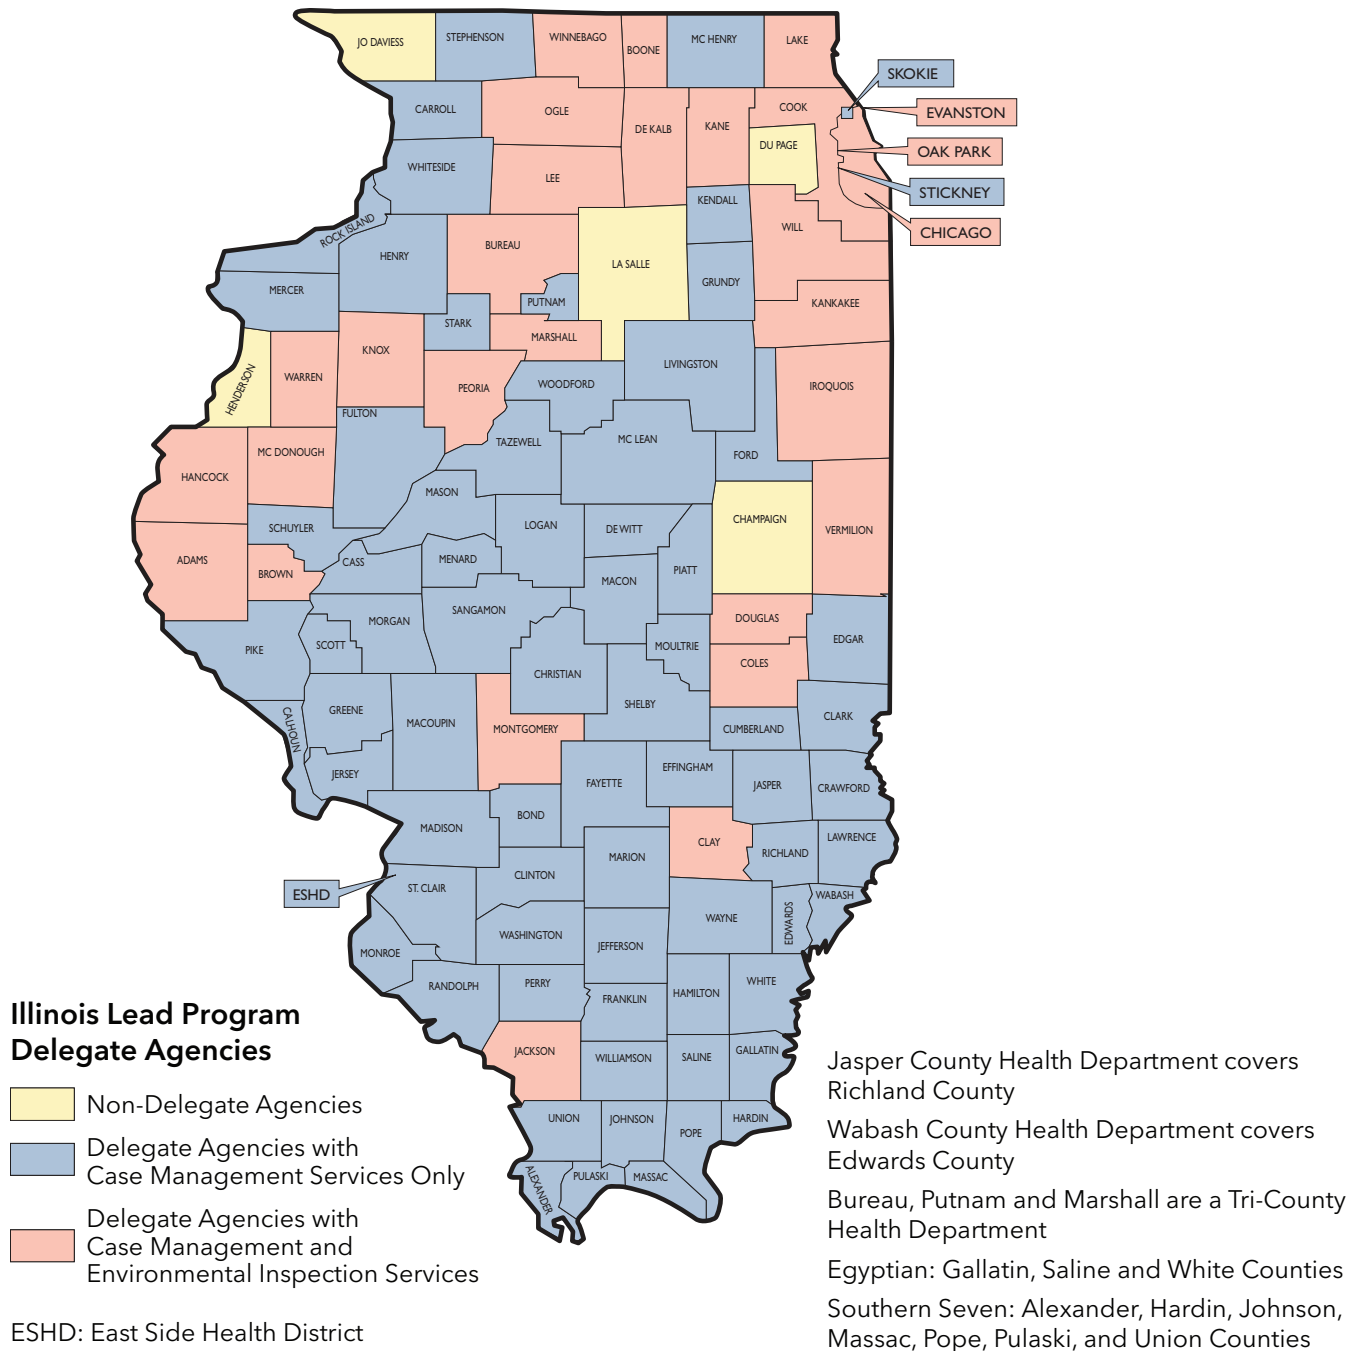 JO DAVIESS
STEPHENSON
WINNEBAGO
BOONE
MC HENRY
LAKE
SKOKIE
EVANSTON
OAK PARK
STICKNEY
CHICAGO
CARROLL
OGLE
DE KALB
KANE
COOK
DU PAGE
WHITESIDE
LEE
KENDALL
WILL
ROCK ISLAND
HENRY
BUREAU
LA SALLE
GRUNDY
KANKAKEE
MERCER
PUTNAM
STARK
MARSHALL
LIVINGSTON
IROQUOIS
HENDERSON
WARREN
KNOX
PEORIA
WOODFORD
FULTON
TAZEWELL
MC LEAN
FORD
HANCOCK
MC DONOUGH
MASON
LOGAN
DE WITT
CHAMPAIGN
VERMILION
SCHUYLER
ADAMS
BROWN
CASS
MENARD
MACON
PIATT
SANGAMON
MORGAN
SCOTT
PIKE
DOUGLAS
EDGAR
MOULTRIE
COLES
CHRISTIAN
SHELBY
CALHOUN
GREENE
MACOUPIN
MONTGOMERY
CUMBERLAND
CLARK
JERSEY
FAYETTE
EFFINGHAM
JASPER
CRAWFORD
MADISON
BOND
CLAY
RICHLAND
LAWRENCE
MARION
CLINTON
ESHD
ST. CLAIR
WAYNE
EDWARDS
WABASH
WASHINGTON
JEFFERSON
MONROE
RANDOLPH
PERRY
FRANKLIN
HAMILTON
WHITE
JACKSON
WILLIAMSON
SALINE
GALLATIN
UNION
JOHNSON
POPE
HARDIN
ALEXANDER
PULASKI
MASSAC
Illinois Lead Program
Delegate Agencies
Non-Delegate Agencies
Delegate Agencies with
Case Management Services Only
Delegate Agencies with
Case Management and
Environmental Inspection Services
ESHD: East Side Health District
Jasper County Health Department covers
Richland County
Wabash County Health Department covers
Edwards County
Bureau, Putnam and Marshall are a Tri-County
Health Department
Egyptian: Gallatin, Saline and White Counties
Southern Seven: Alexander, Hardin, Johnson,
Massac, Pope, Pulaski, and Union Counties